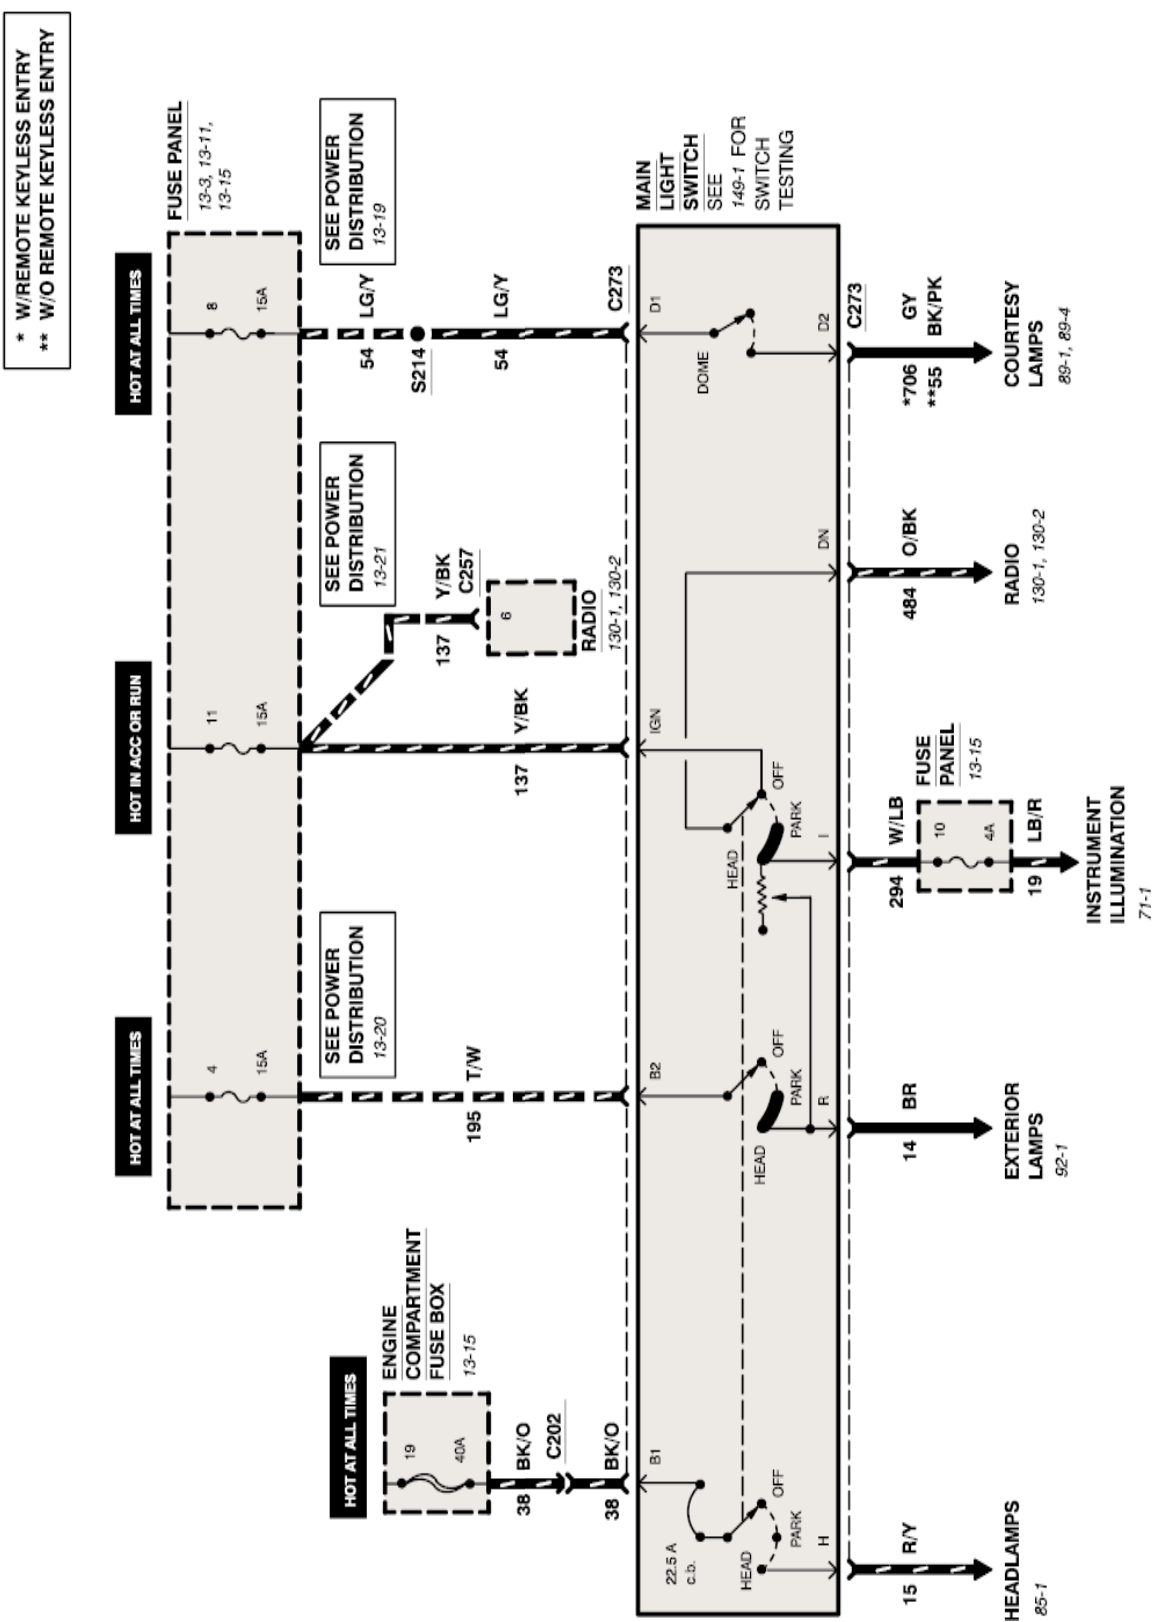 * W/REMOTE KEYLESS ENTRY
** W/O REMOTE KEYLESS ENTRY
HOT AT ALL TIMES
ENGINE
COMPARTMENT
FUSE BOX
13-15
19
40A
38
BK/O
C202
38
BK/O
HOT AT ALL TIMES
4
15A
SEE POWER
DISTRIBUTION
13-20
195
T/W
HOT IN ACC OR RUN
11
15A
SEE POWER
DISTRIBUTION
13-21
137
Y/BK
C257
6
RADIO
130-1, 130-2
137
Y/BK
HOT AT ALL TIMES
8
15A
FUSE PANEL
13-3, 13-11,
13-15
SEE POWER
DISTRIBUTION
13-19
54
LG/Y
S214
54
LG/Y
C273
B1
B2
IGN
D1
MAIN
LIGHT
SWITCH
SEE
149-1 FOR
SWITCH
TESTING
22.5 A
c.b.
HEAD
OFF
PARK
H
HEAD
OFF
PARK
R
HEAD
OFF
PARK
I
DN
DOME
D2
C273
15
R/Y
HEADLAMPS
85-1
14
BR
EXTERIOR
LAMPS
92-1
294
W/LB
FUSE
PANEL
13-15
10
4A
19
LB/R
INSTRUMENT
ILLUMINATION
71-1
484
O/BK
RADIO
130-1, 130-2
*706
GY
**55
BK/PK
COURTESY
LAMPS
89-1, 89-4